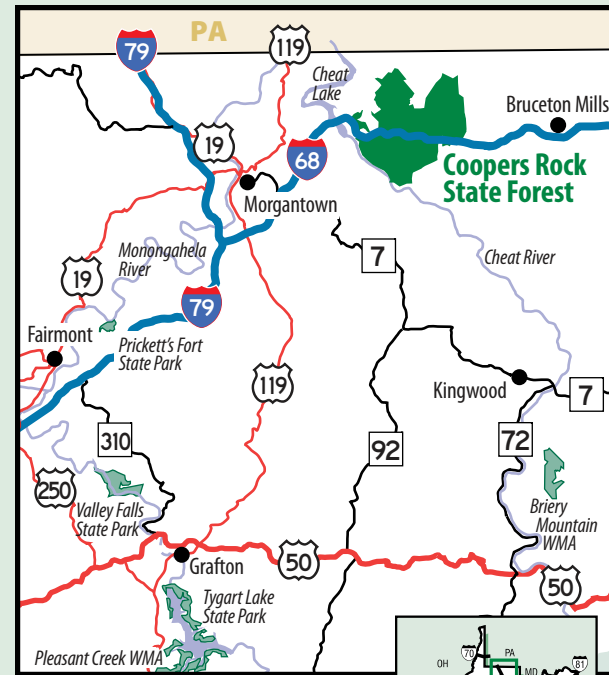 PA
79
119
Cheat
Lake
Bruceton Mills
19
68
Coopers Rock
State Forest
Morgantown
Monongahela
River
7
Cheat River
19
79
Fairmont
Prickett's Fort
State Park
119
Kingwood
7
310
92
72
250
Valley Falls
State Park
Briery
Mountain
WMA
50
Grafton
50
Tygart Lake
State Park
Pleasant Creek WMA
70
PA
OH
MD
81